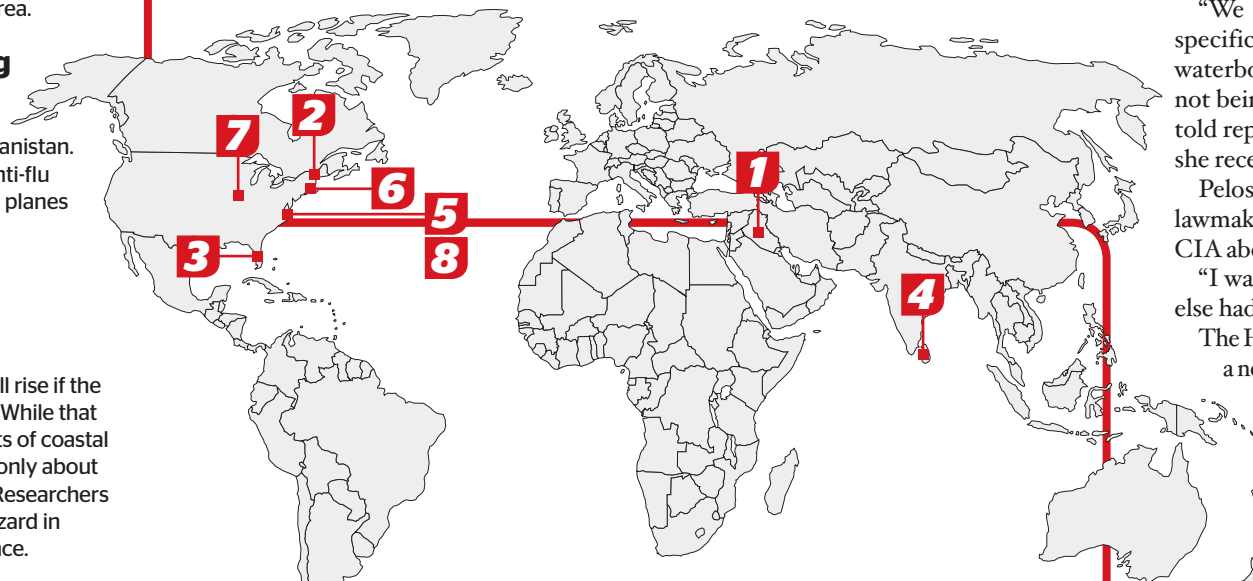 rea.
g
anistan.
nti-flu
planes
ll rise if the
While that
ts of coastal
only about
Researchers
zard in
nce.
7
2
6
1
5
3
8
4
"We
specific
waterbo
not bein
told rep
she rece
Pelos
lawmak
CIA abo
"I wa
else had
The H
a ne